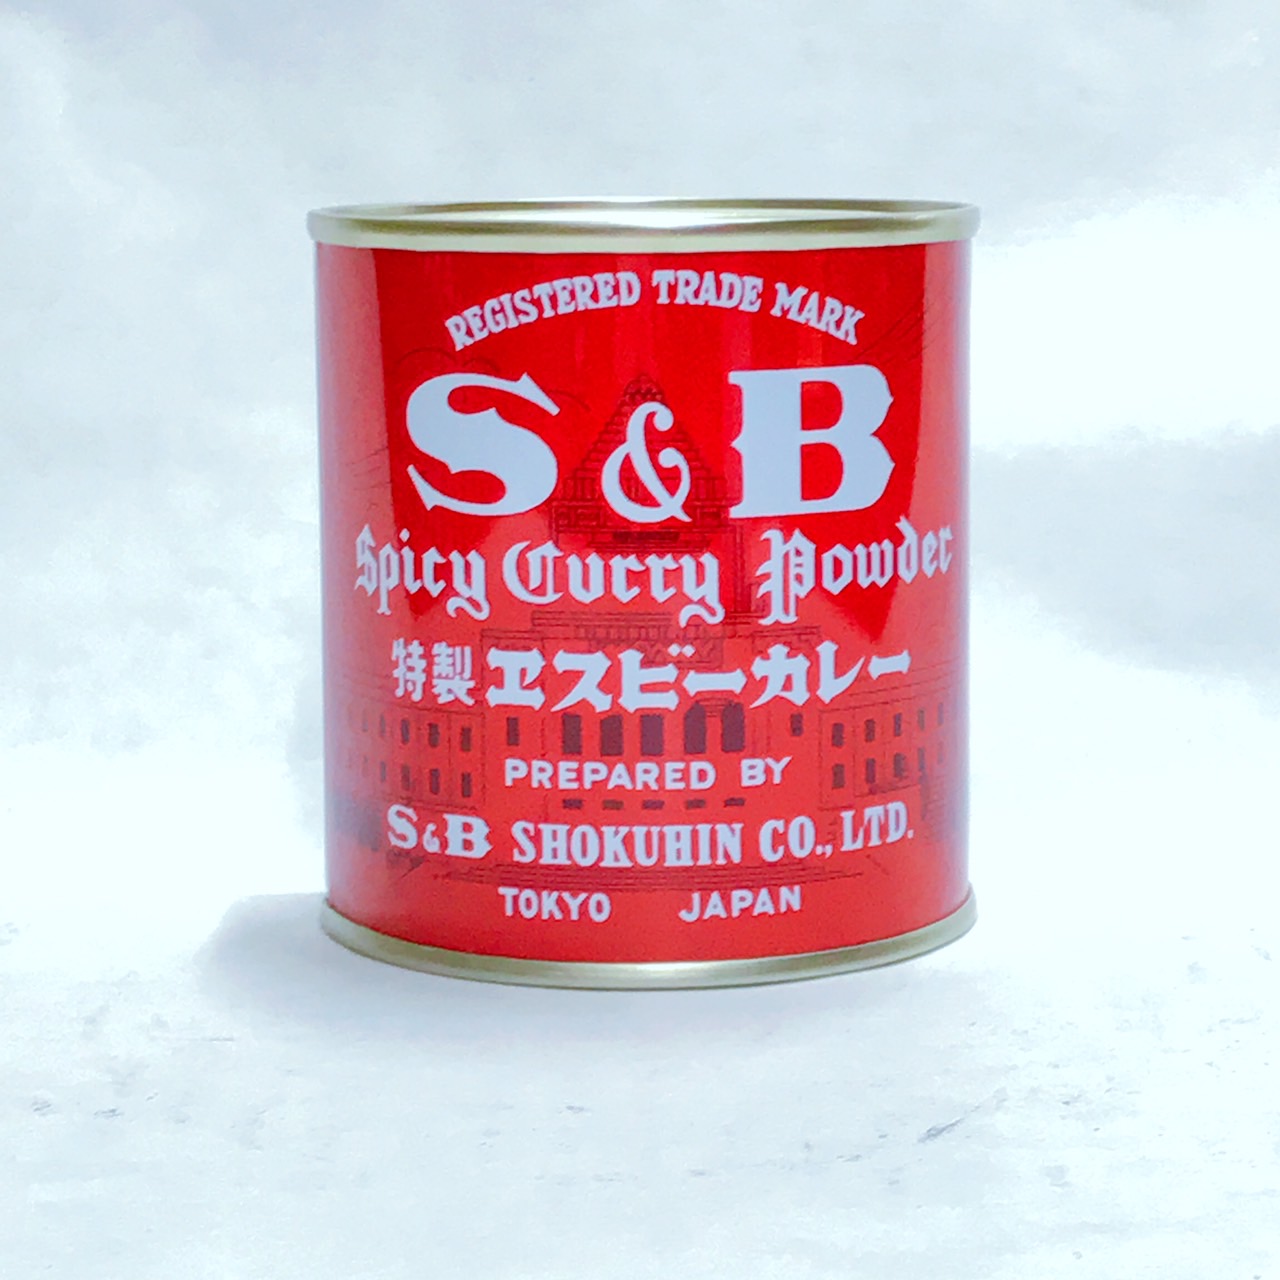 REGISTERED TRADE MARK
S & B
Spicy Curry Powder
特製ヱスビーカレー
PREPARED BY
S&B SHOKUHIN CO., LTD.
TOKYO JAPAN